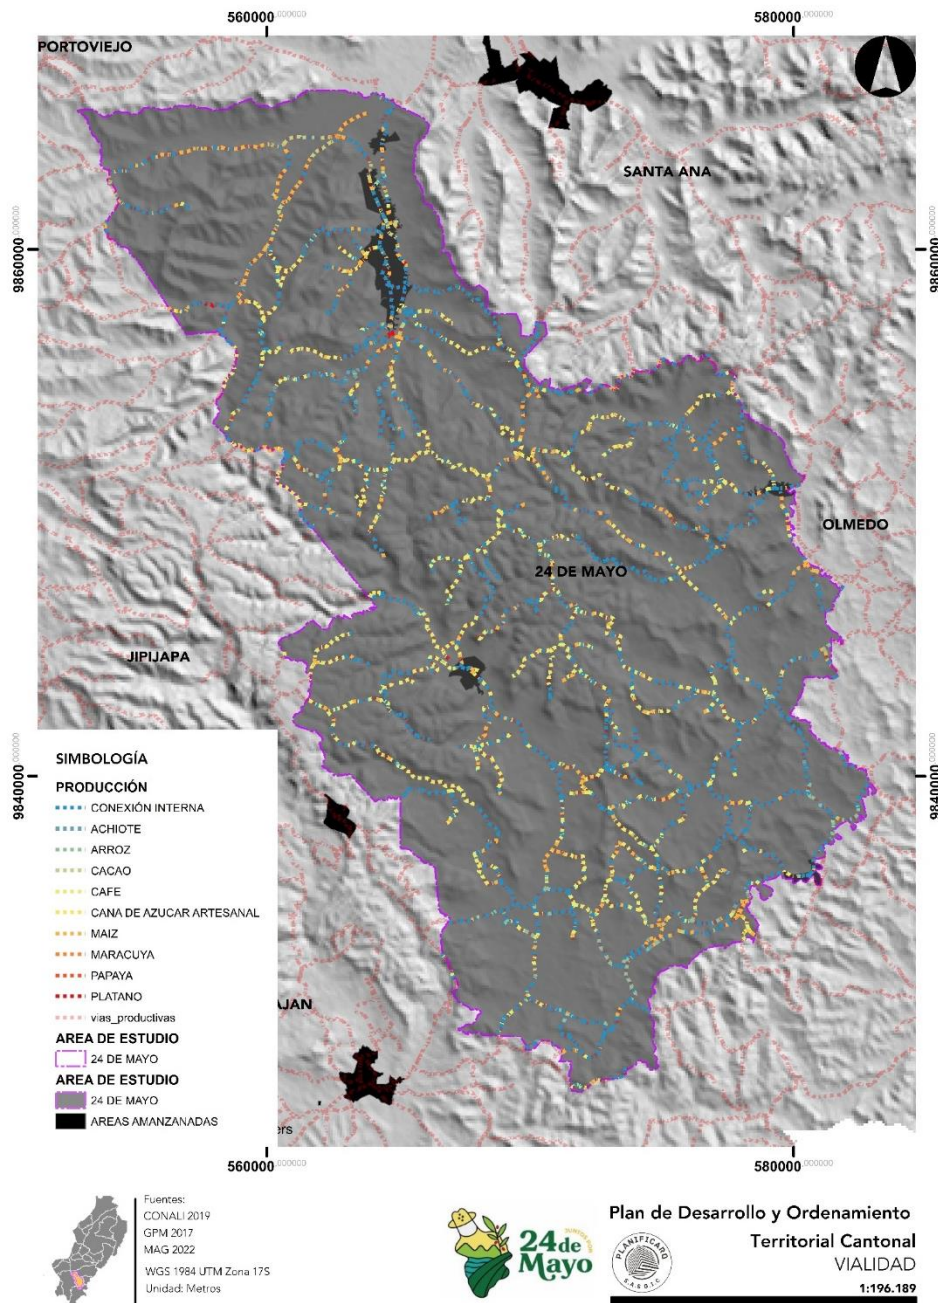 560000.000000
580000.000000
PORTOVIEJO
SANTA ANA
9860000.000000
9860000.000000
OLMEDO
24 DE MAYO
JIPIJAPA
9840000.000000
9840000.000000
SIMBOLOGÍA
PRODUCCIÓN
CONEXIÓN INTERNA
ACHIOTE
ARROZ
CACAO
CAFE
CANA DE AZUCAR ARTESANAL
MAIZ
MARACUYA
PAPAYA
PLATANO
vias_productivas
AREA DE ESTUDIO
24 DE MAYO
AREA DE ESTUDIO
24 DE MAYO
AREAS AMANZANADAS
AJAN
ers
560000.000000
580000.000000
Fuentes:
CONALI 2019
GPM 2017
MAG 2022
WGS 1984 UTM Zona 17S
Unidad: Metros
JUNTOS POR
24 de
Mayo
PLANIFICARQ
S.A.S B.I.C
Plan de Desarrollo y Ordenamiento
Territorial Cantonal
VIALIDAD
1:196.189